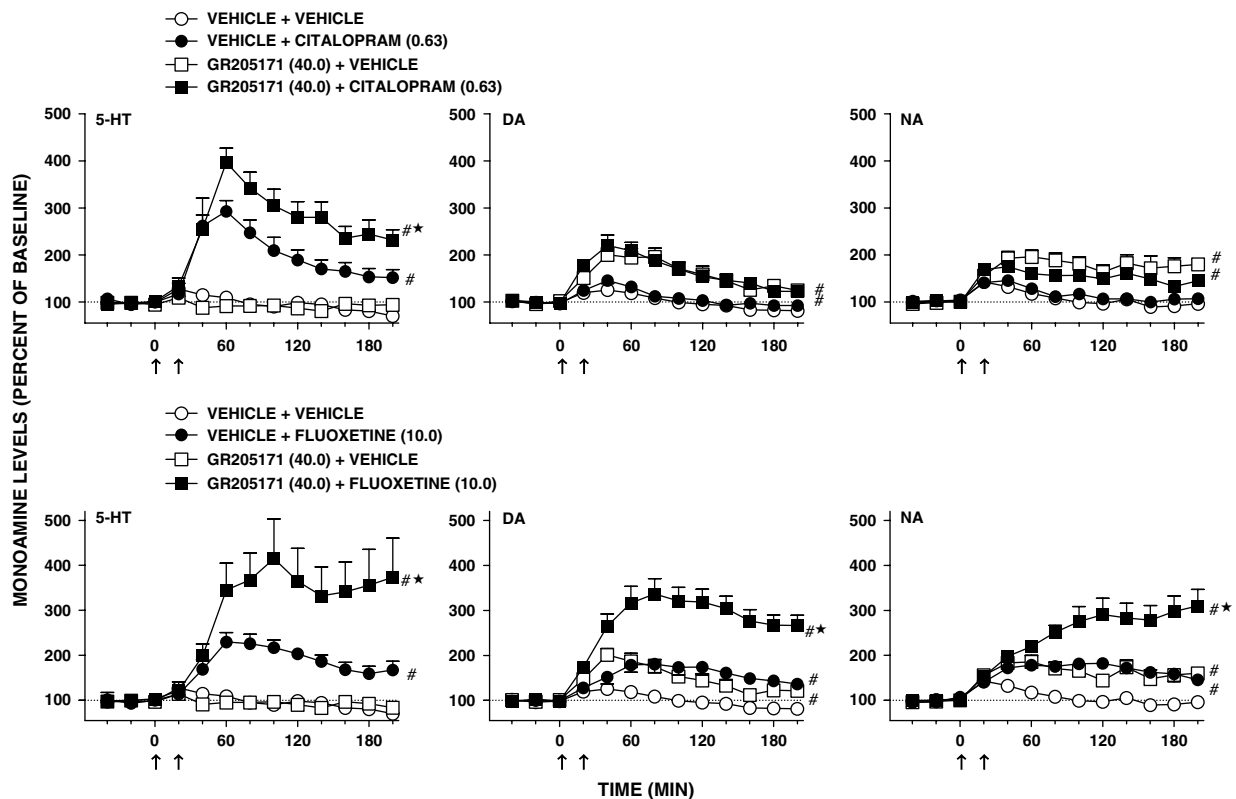 VEHICLE + VEHICLE
VEHICLE + CITALOPRAM (0.63)
GR205171 (40.0) + VEHICLE
GR205171 (40.0) + CITALOPRAM (0.63)
MONOAMINE LEVELS (PERCENT OF BASELINE)
5-HT
500
400
300
200
100
0 60 120 180
↑ ↑
#★
#
DA
500
400
300
200
100
0 60 120 180
↑ ↑
#
#
NA
500
400
300
200
100
0 60 120 180
↑ ↑
#
#
VEHICLE + VEHICLE
VEHICLE + FLUOXETINE (10.0)
GR205171 (40.0) + VEHICLE
GR205171 (40.0) + FLUOXETINE (10.0)
5-HT
500
400
300
200
100
0 60 120 180
↑ ↑
#★
#
DA
500
400
300
200
100
0 60 120 180
↑ ↑
#★
#
#
NA
500
400
300
200
100
0 60 120 180
↑ ↑
#★
#
#
TIME (MIN)